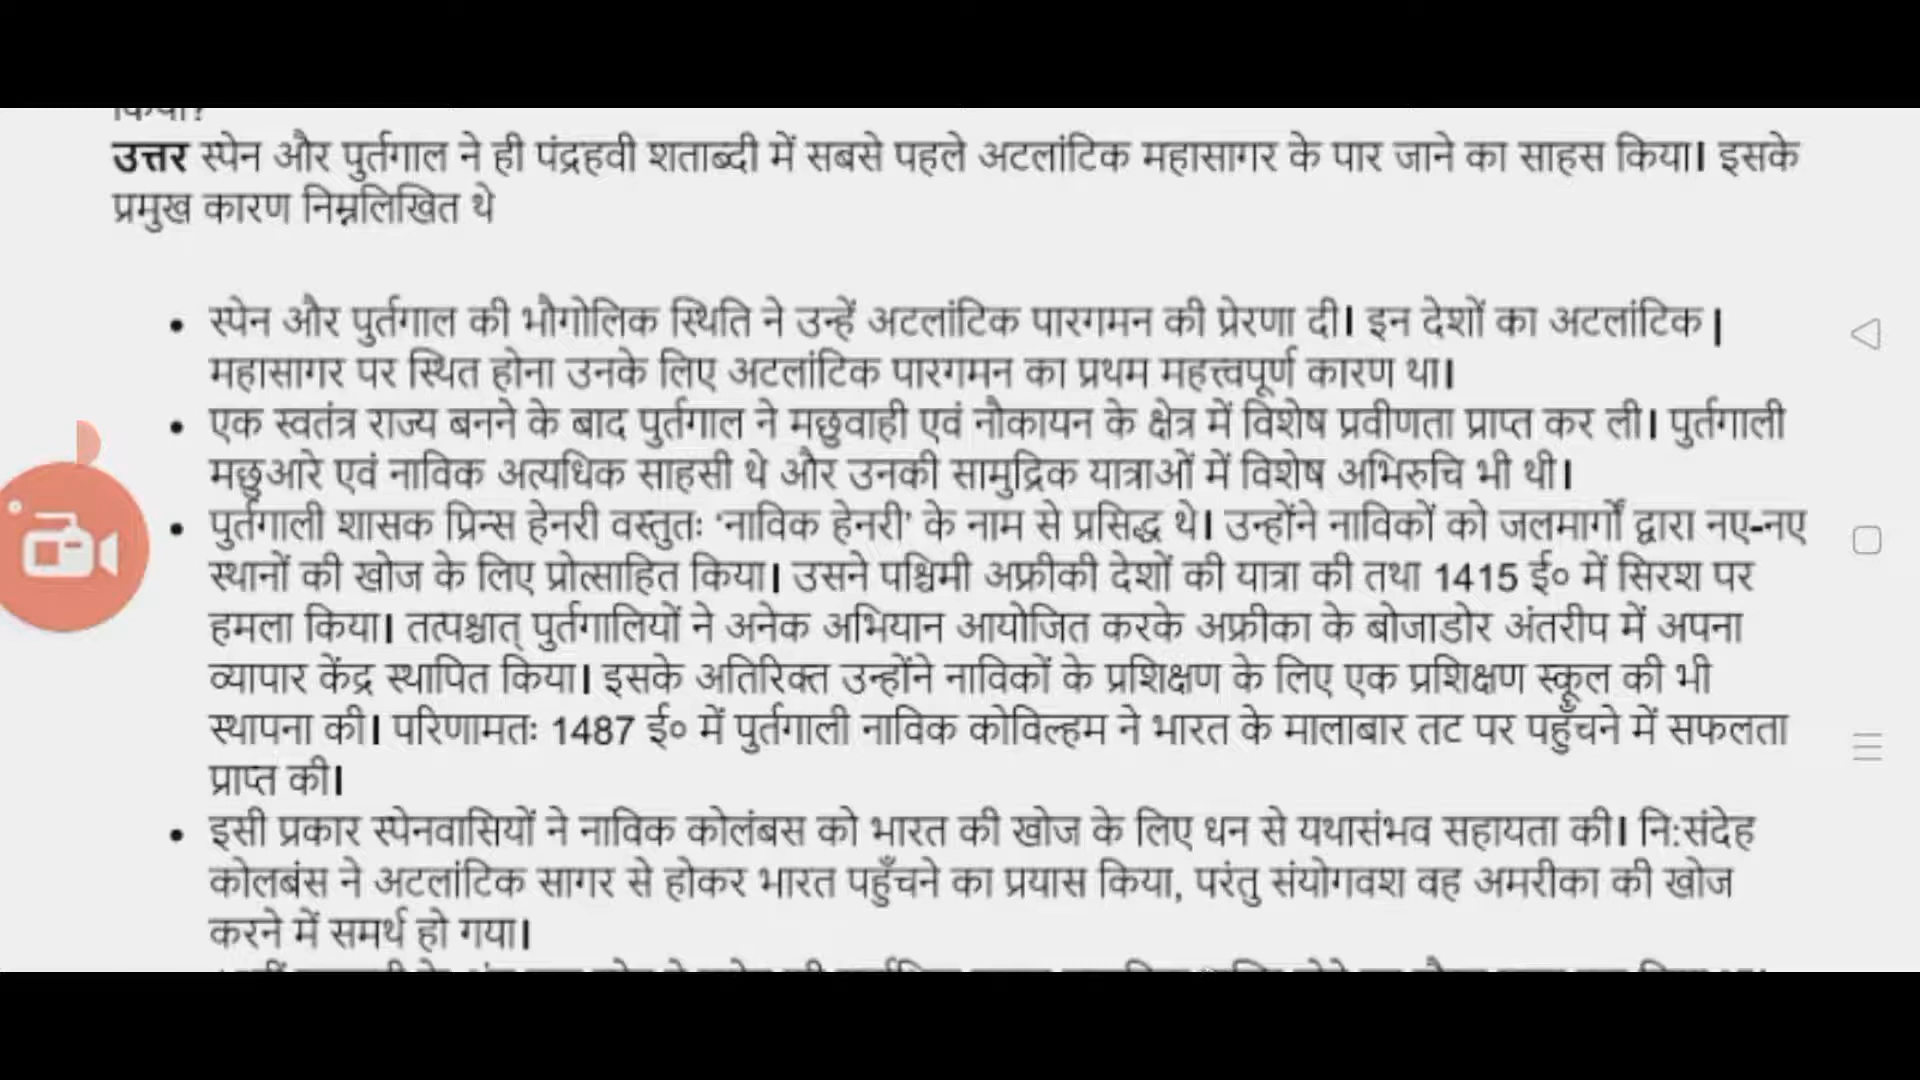 उत्तर स्पेन और पुर्तगाल ने ही पंद्रहवी शताब्दी में सबसे पहले अटलांटिक महासागर के पार जाने का साहस किया। इसके
प्रमुख कारण निम्नलिखित थे
• स्पेन और पुर्तगाल की भौगोलिक स्थिति ने उन्हें अटलांटिक पारगमन की प्रेरणा दी। इन देशों का अटलांटिक |
महासागर पर स्थित होना उनके लिए अटलांटिक पारगमन का प्रथम महत्त्वपूर्ण कारण था।
• एक स्वतंत्र राज्य बनने के बाद पुर्तगाल ने मछुवाही एवं नौकायन के क्षेत्र में विशेष प्रवीणता प्राप्त कर ली। पुर्तगाली
मछुआरे एवं नाविक अत्यधिक साहसी थे और उनकी सामुद्रिक यात्राओं में विशेष अभिरुचि भी थी।
• पुर्तगाली शासक प्रिन्स हेनरी वस्तुतः 'नाविक हेनरी' के नाम से प्रसिद्ध थे। उन्होंने नाविकों को जलमार्गों द्वारा नए-नए
स्थानों की खोज के लिए प्रोत्साहित किया। उसने पश्चिमी अफ्रीकी देशों की यात्रा की तथा 1415 ई० में सिरश पर
हमला किया। तत्पश्चात् पुर्तगालियों ने अनेक अभियान आयोजित करके अफ्रीका के बोजाडोर अंतरीप में अपना
व्यापार केंद्र स्थापित किया। इसके अतिरिक्त उन्होंने नाविकों के प्रशिक्षण के लिए एक प्रशिक्षण स्कूल की भी
स्थापना की। परिणामतः 1487 ई० में पुर्तगाली नाविक कोविल्हम ने भारत के मालाबार तट पर पहुँचने में सफलता
प्राप्त की।
• इसी प्रकार स्पेनवासियों ने नाविक कोलंबस को भारत की खोज के लिए धन से यथासंभव सहायता की। नि:संदेह
कोलबंस ने अटलांटिक सागर से होकर भारत पहुँचने का प्रयास किया, परंतु संयोगवश वह अमरीका की खोज
करने में समर्थ हो गया।